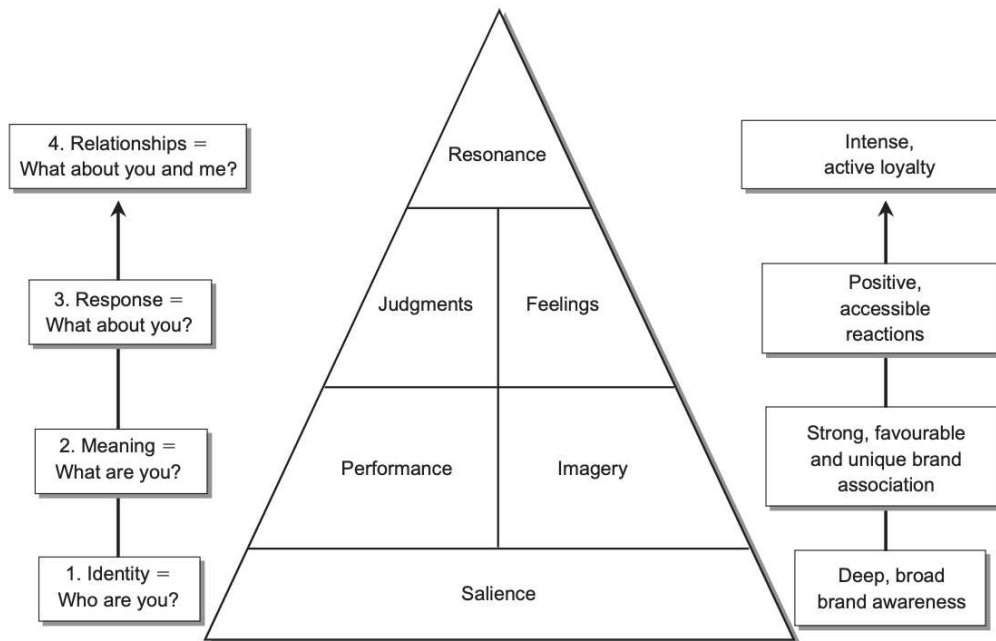 4. Relationships =
What about you and me?
3. Response =
What about you?
2. Meaning =
What are you?
1. Identity =
Who are you?
Resonance
Judgments
Feelings
Performance
Imagery
Salience
Intense,
active loyalty
Positive,
accessible
reactions
Strong, favourable
and unique brand
association
Deep, broad
brand awareness